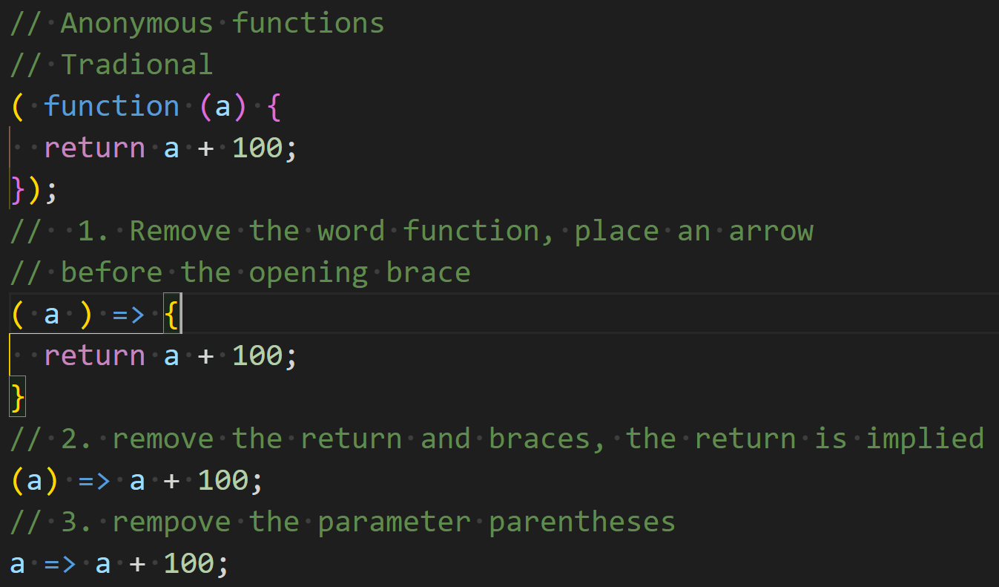 // Anonymous functions
// Tradional
( function (a) {
  return a + 100;
});
//  1. Remove the word function, place an arrow
// before the opening brace
( a ) => {
  return a + 100;
}
// 2. remove the return and braces, the return is implied
(a) => a + 100;
// 3. rempove the parameter parentheses
a => a + 100;